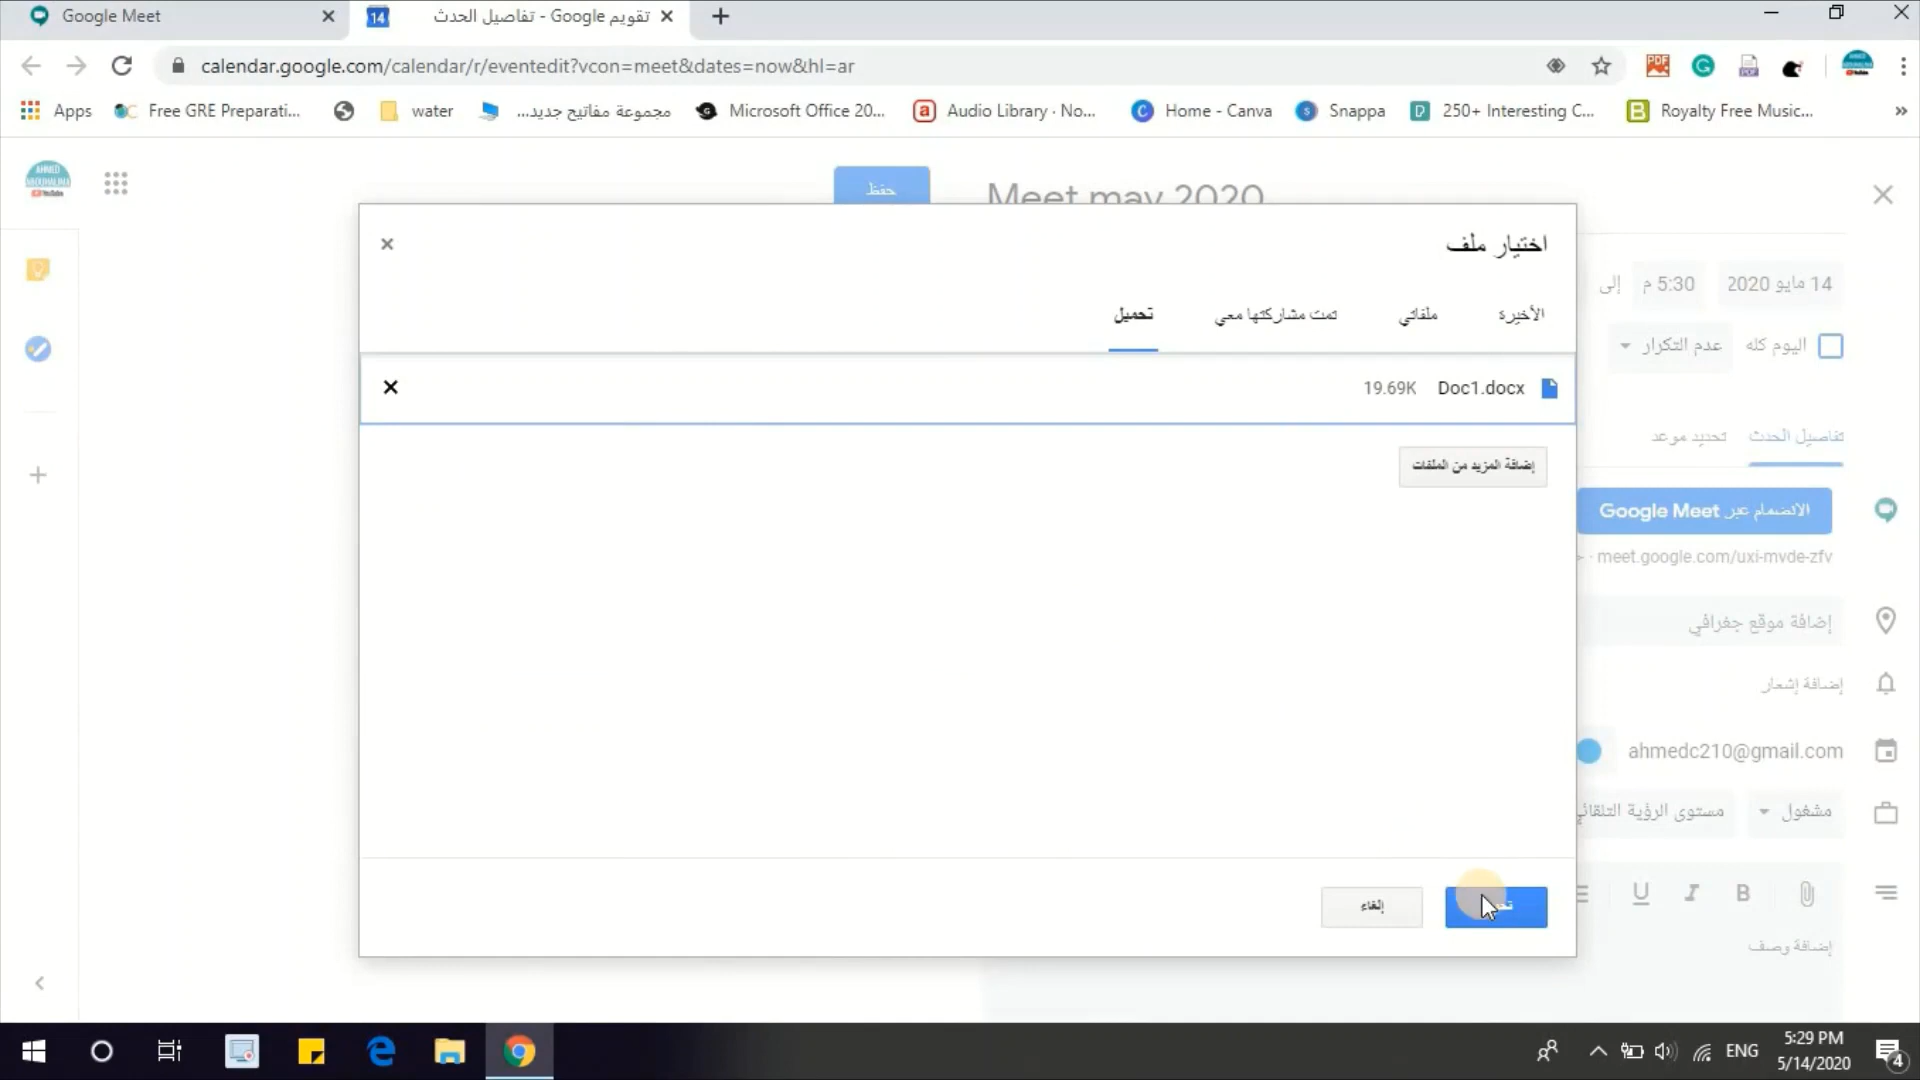 Google Meet
تقويم Google - تفاصيل الحدث
14
calendar.google.com/calendar/r/eventedit?vcon=meet&dates=now&hl=ar
Apps
Free GRE Preparati...
water
مجموعة مفاتيح جديد...
Microsoft Office 20...
Audio Library · No...
Home - Canva
Snappa
250+ Interesting C...
Royalty Free Music...
حفظ
Meet may 2020
اختيار ملف
الأخيرة
ملفاتي
تمت مشاركتها معي
تحميل
Doc1.docx
19.69K
إضافة المزيد من الملفات
إلغاء
14 مايو 2020
5:30 م
إلى
اليوم كله
عدم التكرار
تفاصيل الحدث
تحديد موعد
الانضمام عبر Google Meet
meet.google.com/uxi-mvde-zfv
إضافة موقع جغرافي
إضافة إشعار
ahmedc210@gmail.com
مشغول
مستوى الرؤية
B I U
إضافة وصف
ENG
5:29 PM
5/14/2020
4